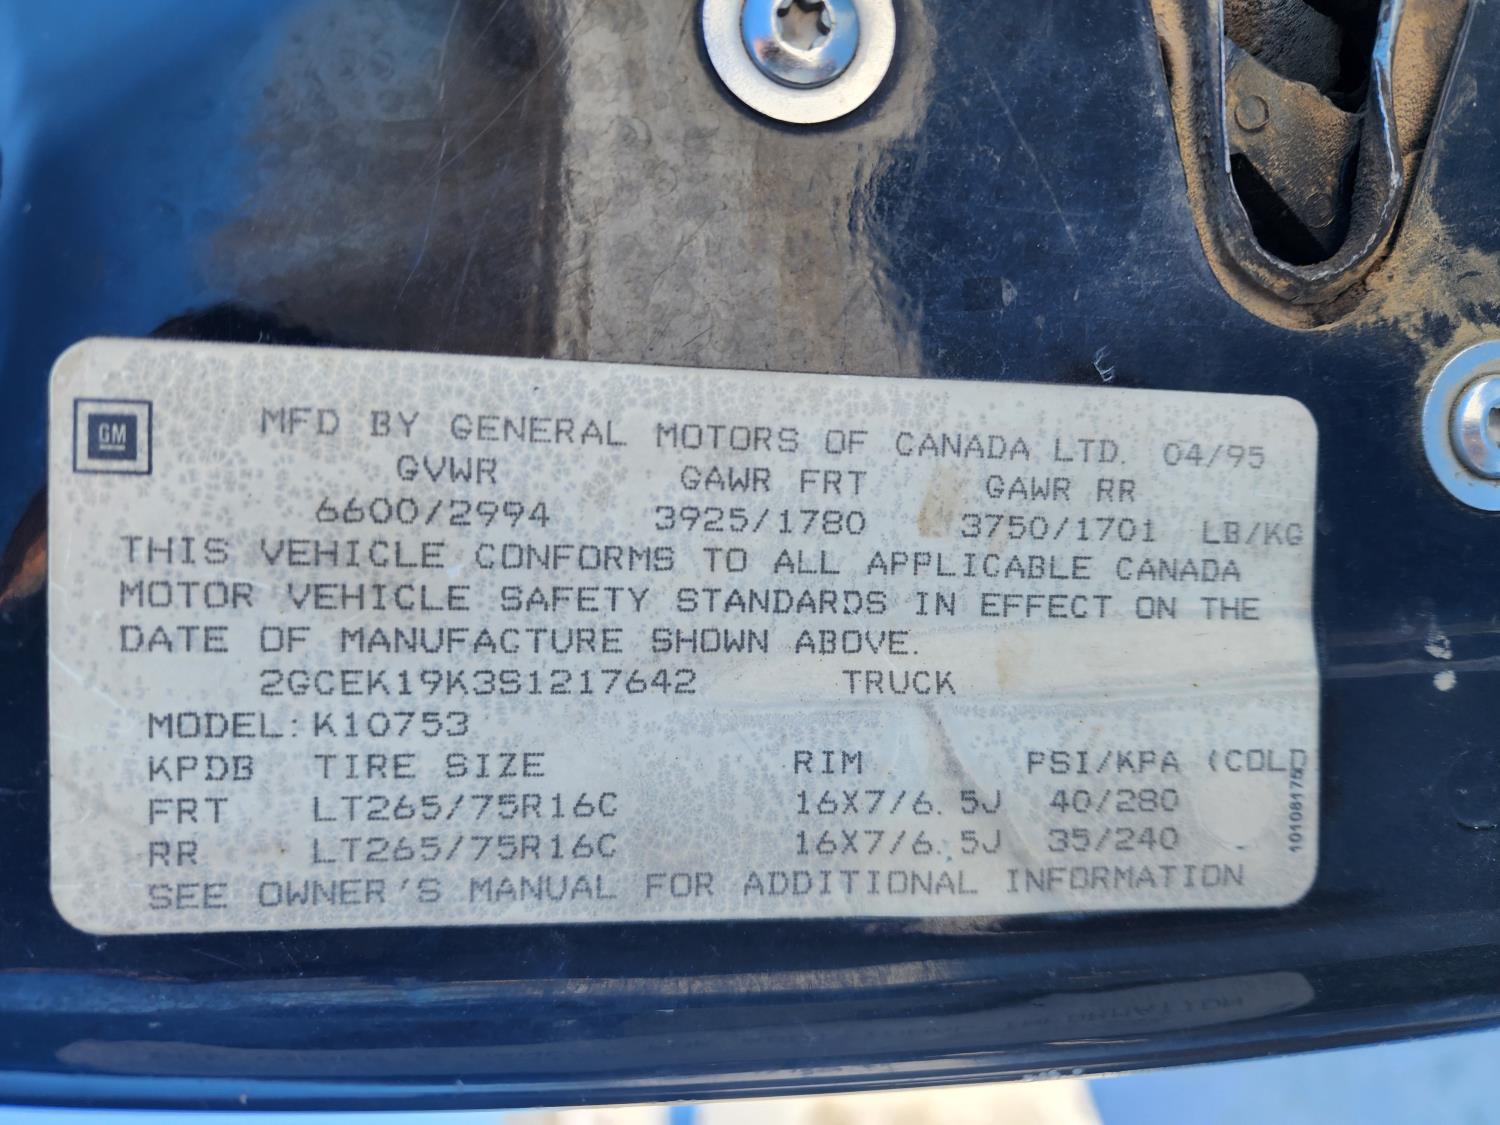 GM
MFD BY GENERAL MOTORS OF CANADA LTD. 04/95
GVWR GAWR FRT GAWR RR
6600/2994 3925/1780 3750/1701 LB/KG
THIS VEHICLE CONFORMS TO ALL APPLICABLE CANADA
MOTOR VEHICLE SAFETY STANDARDS IN EFFECT ON THE
DATE OF MANUFACTURE SHOWN ABOVE.
2GCEK19K3S1217642 TRUCK
MODEL: K10753
KPDB TIRE SIZE RIM PSI/KPA (COLD
FRT LT265/75R16C 16X7/6.5J 40/280
RR LT265/75R16C 16X7/6.5J 35/240
SEE OWNER'S MANUAL FOR ADDITIONAL INFORMATION
10108175